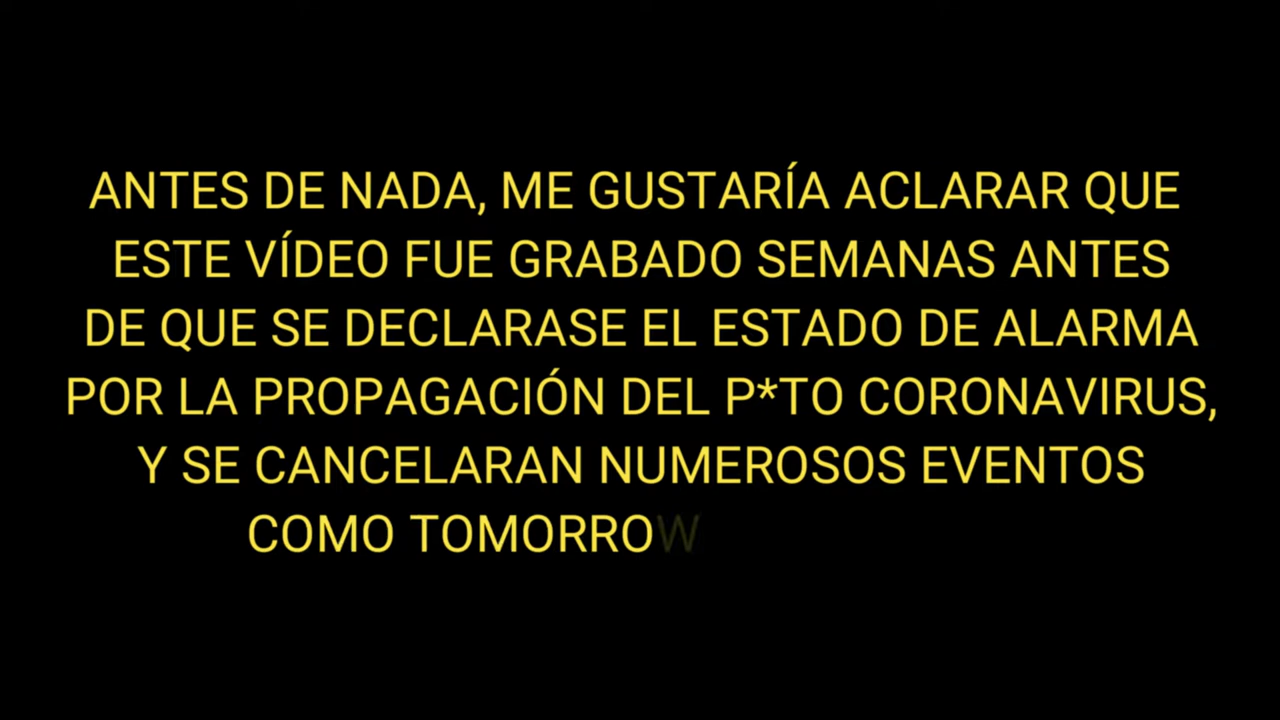 ANTES DE NADA, ME GUSTARÍA ACLARAR QUE
ESTE VÍDEO FUE GRABADO SEMANAS ANTES
DE QUE SE DECLARASE EL ESTADO DE ALARMA
POR LA PROPAGACIÓN DEL P*TO CORONAVIRUS,
Y SE CANCELARAN NUMEROSOS EVENTOS
COMO TOMORROW